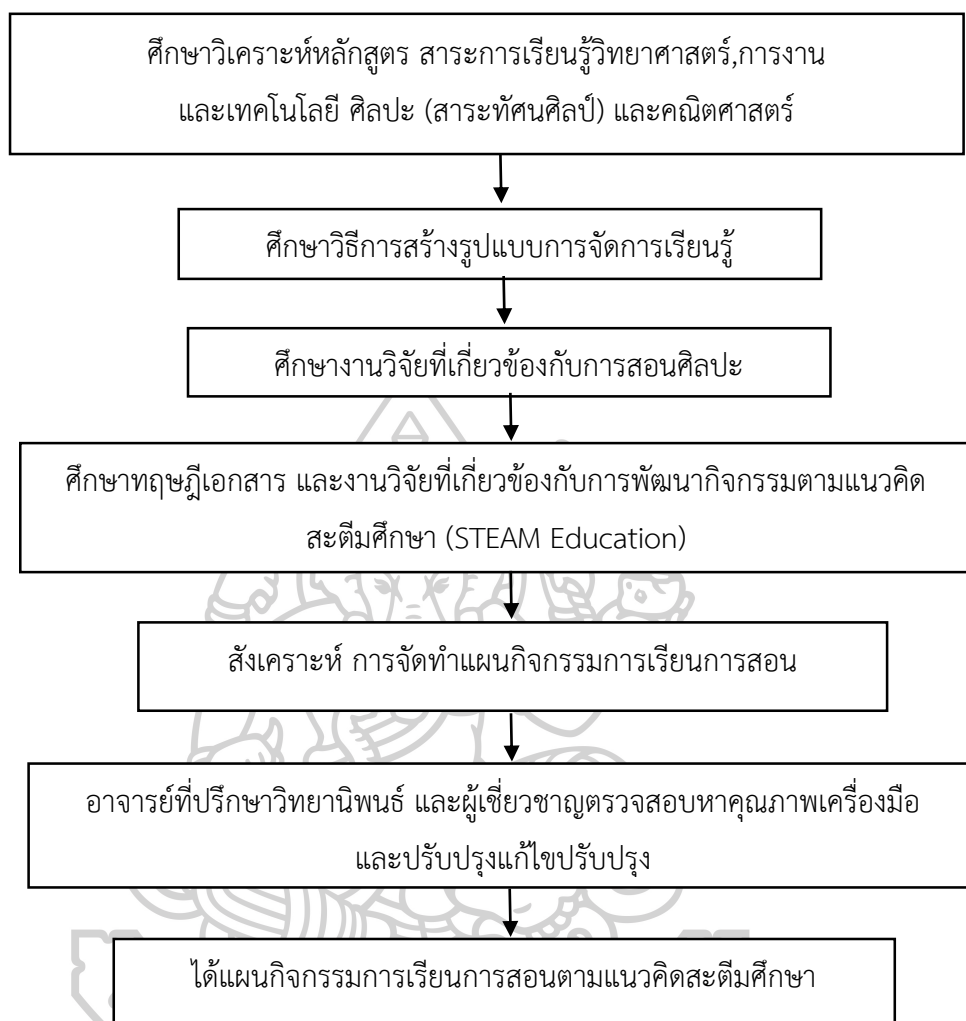 ศึกษาวิเคราะห์หลักสูตร สาระการเรียนรู้วิทยาศาสตร์,การงาน
และเทคโนโลยี ศิลปะ (สาระทัศนศิลป์) และคณิตศาสตร์
ศึกษาวิธีการสร้างรูปแบบการจัดการเรียนรู้
ศึกษางานวิจัยที่เกี่ยวข้องกับการสอนศิลปะ
ศึกษาทฤษฎีเอกสาร และงานวิจัยที่เกี่ยวข้องกับการพัฒนากิจกรรมตามแนวคิด
สะตีมศึกษา (STEAM Education)
สังเคราะห์ การจัดทำแผนกิจกรรมการเรียนการสอน
อาจารย์ที่ปรึกษาวิทยานิพนธ์ และผู้เชี่ยวชาญตรวจสอบหาคุณภาพเครื่องมือ
และปรับปรุงแก้ไขปรับปรุง
ได้แผนกิจกรรมการเรียนการสอนตามแนวคิดสะตีมศึกษา